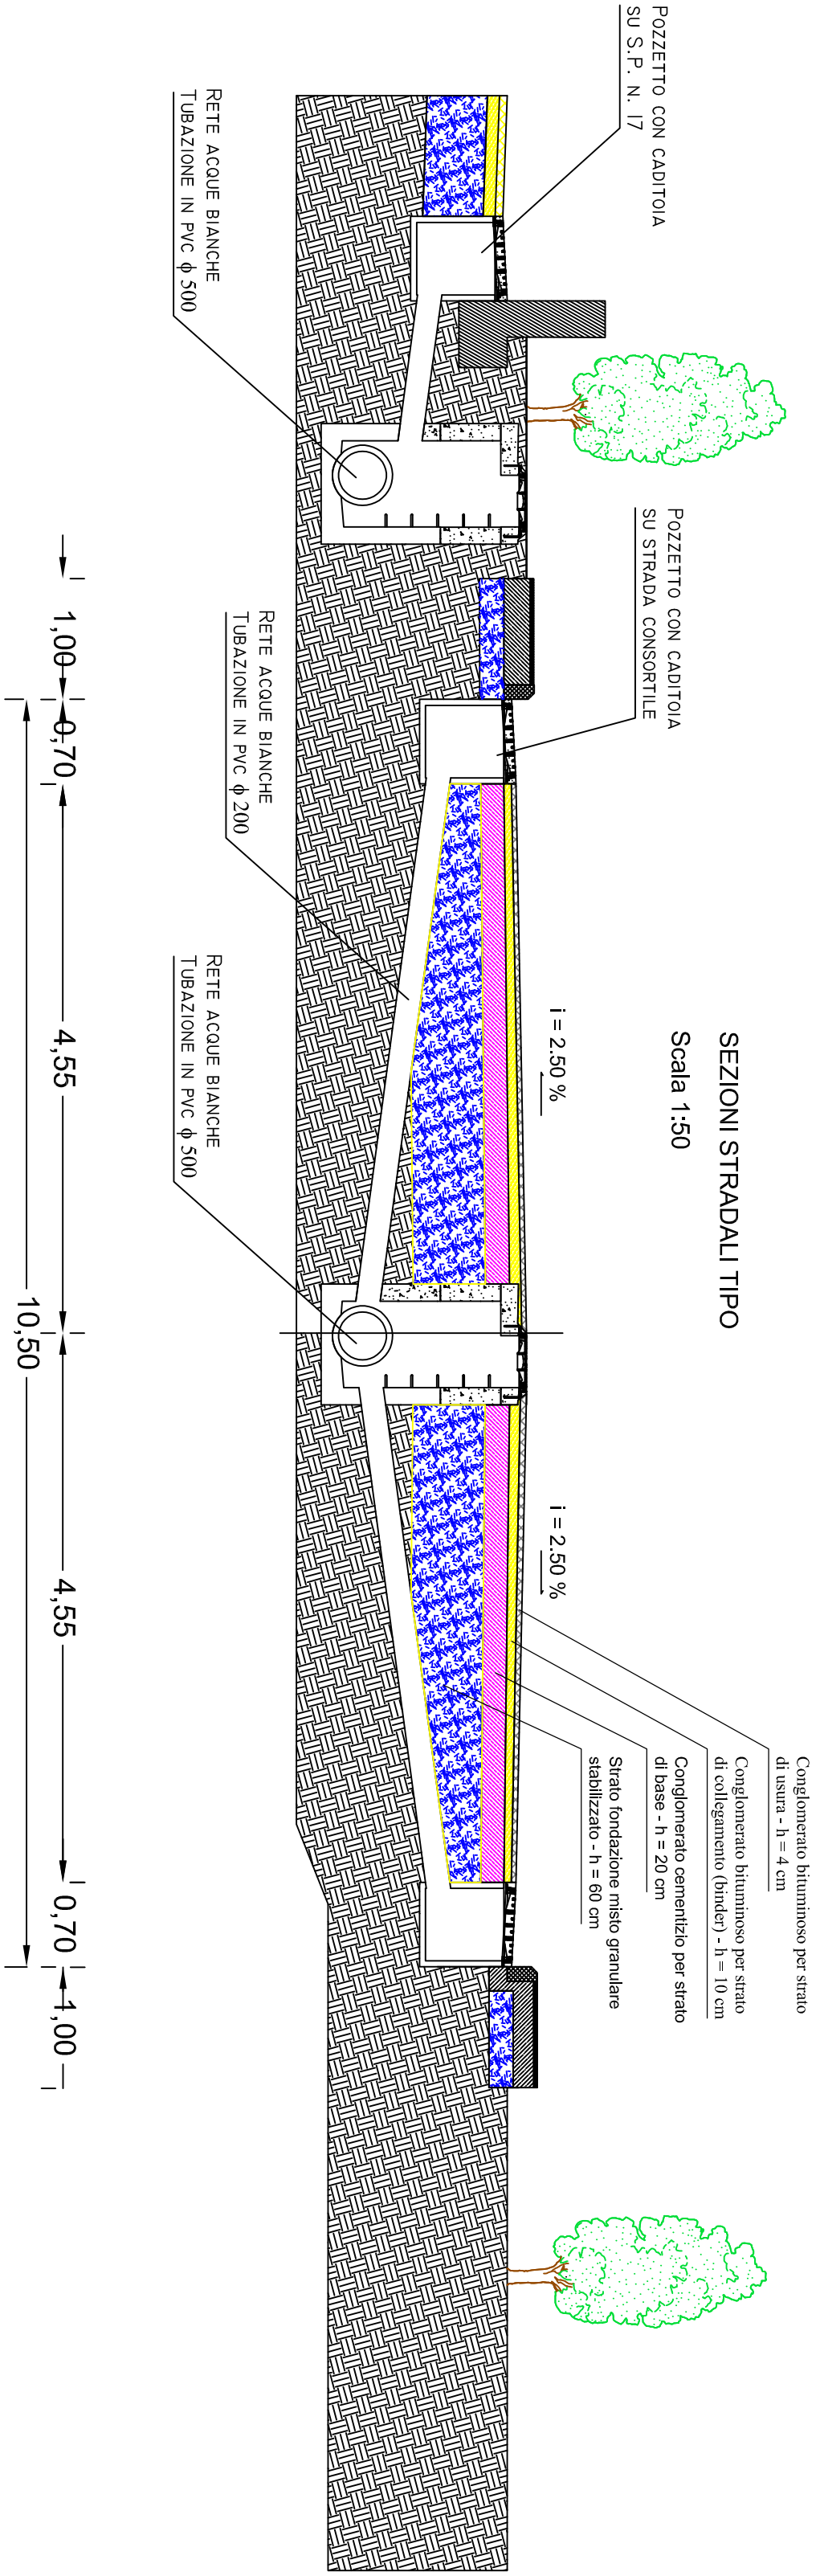 SEZIONI STRADALI TIPO
Scala 1:50
POZZETTO CON CADITOIA
SU S.P. N. 17
POZZETTO CON CADITOIA
SU STRADA CONSORTILE
i = 2.50 %
i = 2.50 %
Conglomerato bituminoso per strato
di usura - h = 4 cm
Conglomerato bituminoso per strato
di collegamento (binder) - h = 10 cm
Conglomerato cementizio per strato
di base - h = 20 cm
Strato fondazione misto granulare
stabilizzato - h = 60 cm
RETE ACQUE BIANCHE
TUBAZIONE IN PVC ϕ 500
RETE ACQUE BIANCHE
TUBAZIONE IN PVC ϕ 200
RETE ACQUE BIANCHE
TUBAZIONE IN PVC ϕ 500
1,00
0,70
4,55
4,55
0,70
1,00
10,50